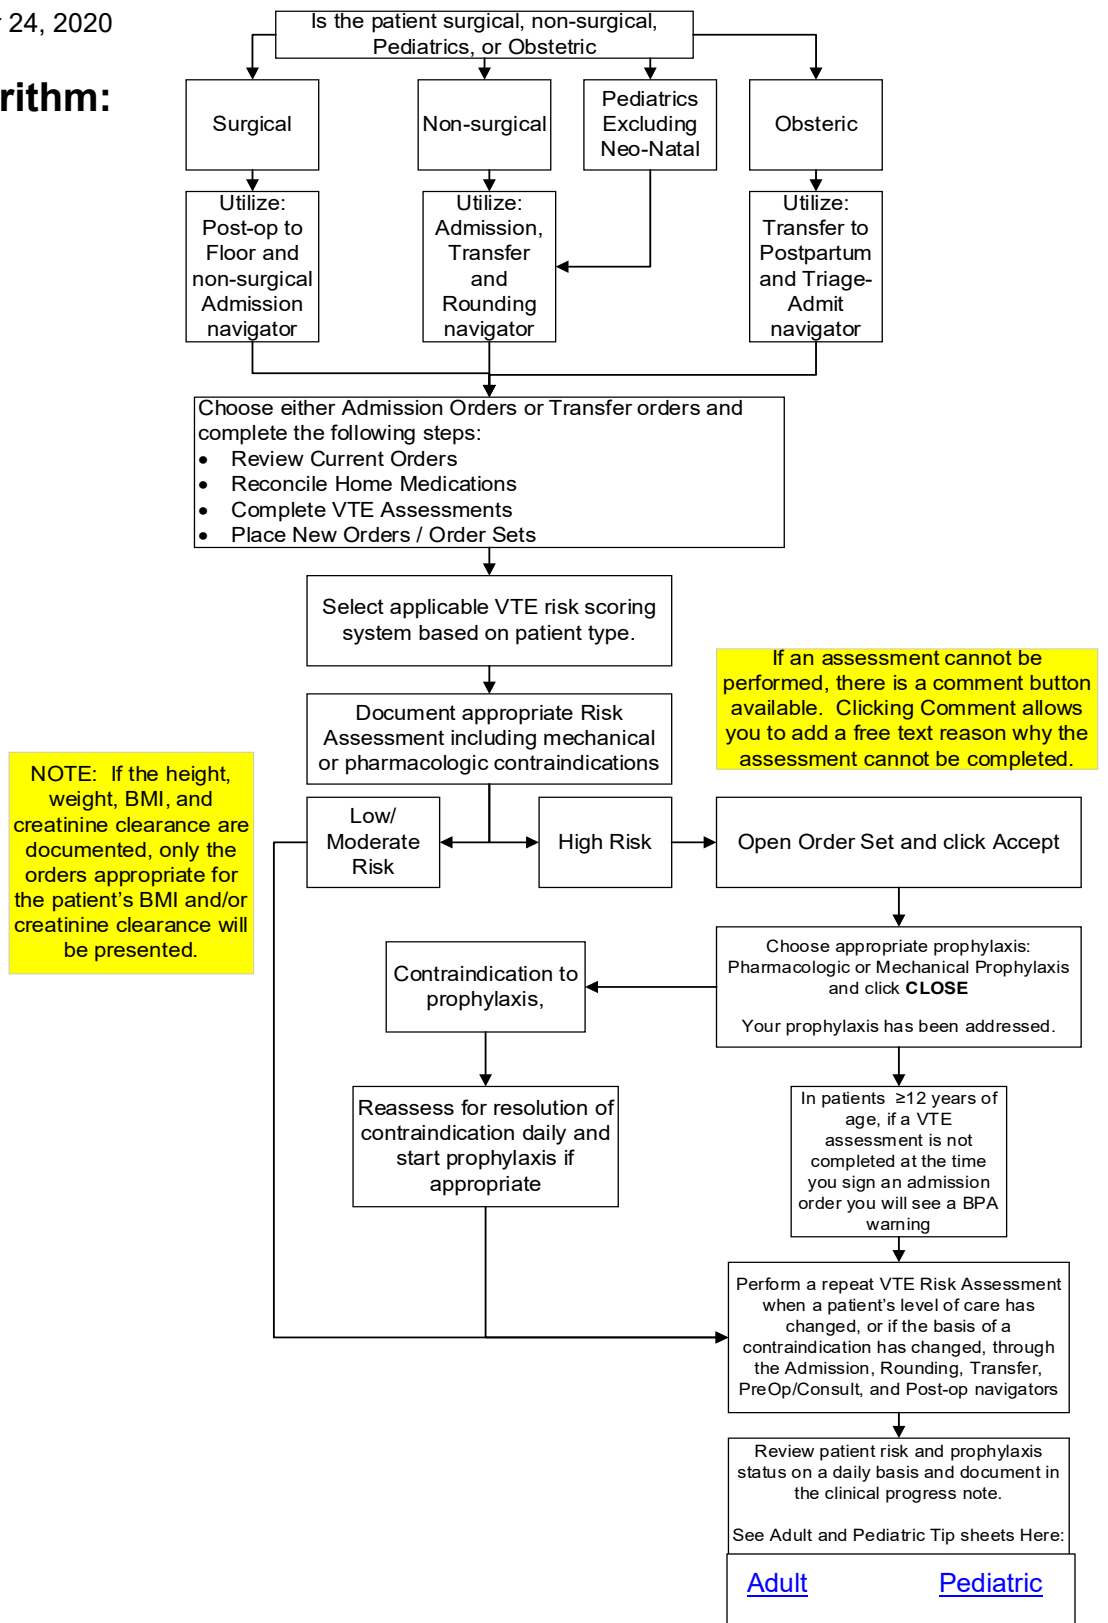 24, 2020
rithm:
Is the patient surgical, non-surgical,
Pediatrics, or Obstetric
Surgical
Non-surgical
Pediatrics
Excluding
Neo-Natal
Obsteric
Utilize:
Post-op to
Floor and
non-surgical
Admission
navigator
Utilize:
Admission,
Transfer
and
Rounding
navigator
Utilize:
Transfer to
Postpartum
and Triage-
Admit
navigator
Choose either Admission Orders or Transfer orders and
complete the following steps:
• Review Current Orders
• Reconcile Home Medications
• Complete VTE Assessments
• Place New Orders / Order Sets
Select applicable VTE risk scoring
system based on patient type.
If an assessment cannot be
performed, there is a comment button
available. Clicking Comment allows
you to add a free text reason why the
assessment cannot be completed.
Document appropriate Risk
Assessment including mechanical
or pharmacologic contraindications
NOTE: If the height,
weight, BMI, and
creatinine clearance are
documented, only the
orders appropriate for
the patient's BMI and/or
creatinine clearance will
be presented.
Low/
Moderate
Risk
High Risk
Open Order Set and click Accept
Choose appropriate prophylaxis:
Pharmacologic or Mechanical Prophylaxis
and click CLOSE
Your prophylaxis has been addressed.
Contraindication to
prophylaxis,
Reassess for resolution of
contraindication daily and
start prophylaxis if
appropriate
In patients ≥12 years of
age, if a VTE
assessment is not
completed at the time
you sign an admission
order you will see a BPA
warning
Perform a repeat VTE Risk Assessment
when a patient's level of care has
changed, or if the basis of a
contraindication has changed, through
the Admission, Rounding, Transfer,
PreOp/Consult, and Post-op navigators
Review patient risk and prophylaxis
status on a daily basis and document in
the clinical progress note.
See Adult and Pediatric Tip sheets Here:
Adult Pediatric